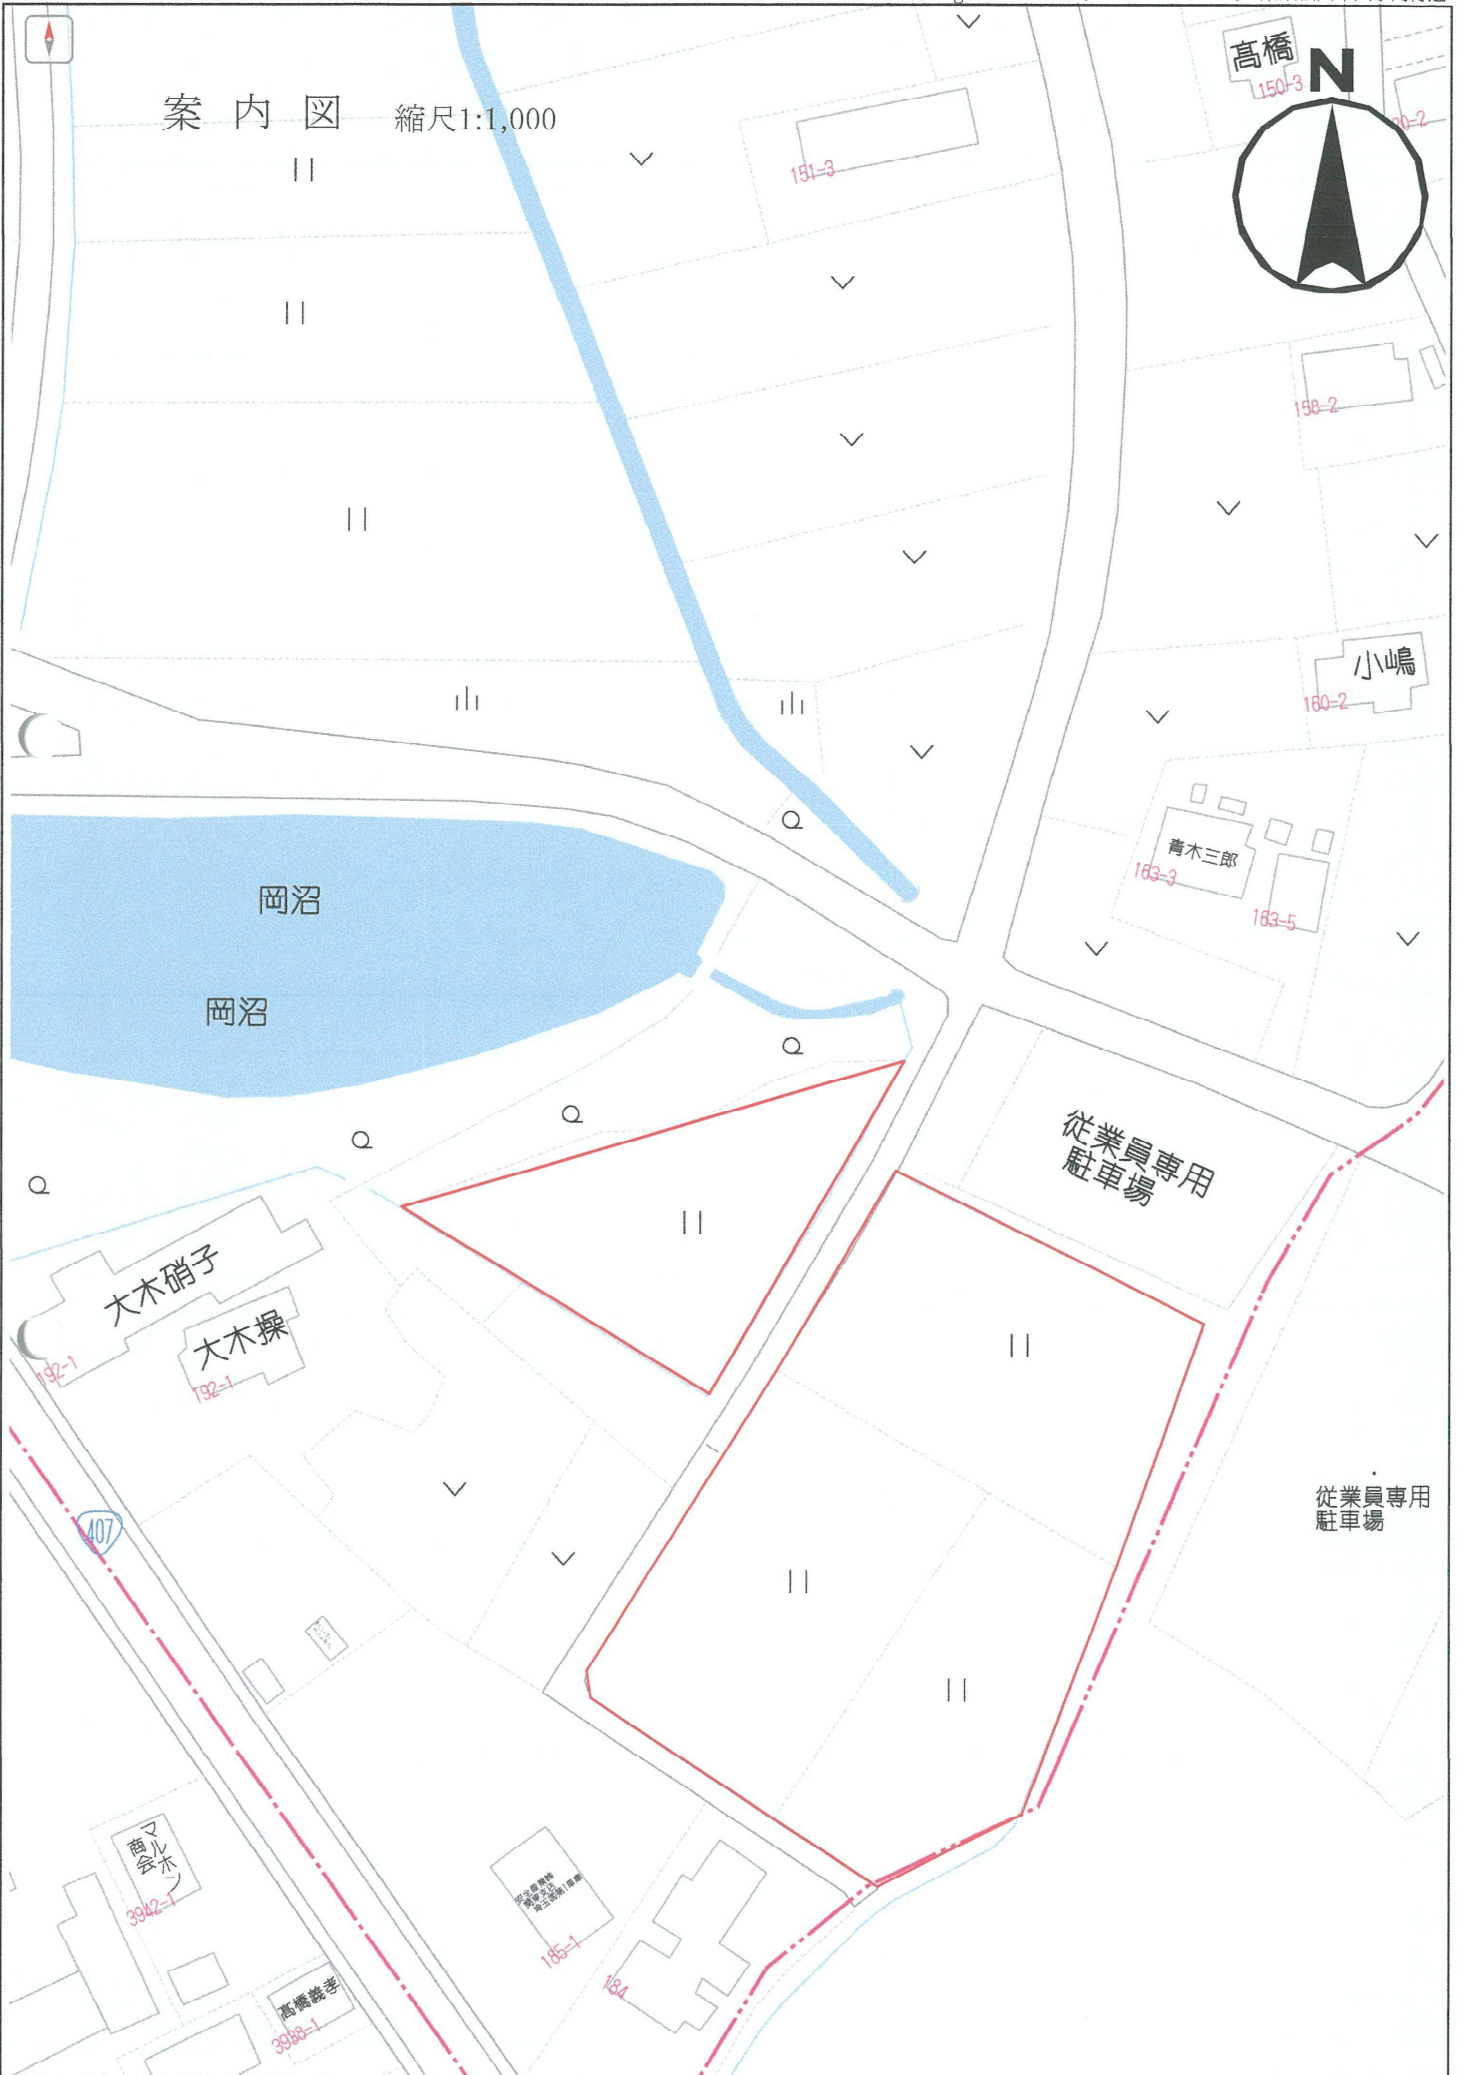 案内図 縮尺1:1,000
N
髙橋
150-3
151-3
158-2
小嶋
160-2
青木三郎
163-3
163-5
岡沼
岡沼
従業員専用
駐車場
大木硝子
192-1
大木操
192-1
407
従業員専用
駐車場
マルホン
商会
3942-1
185-1
184
髙橋義孝
3938-1